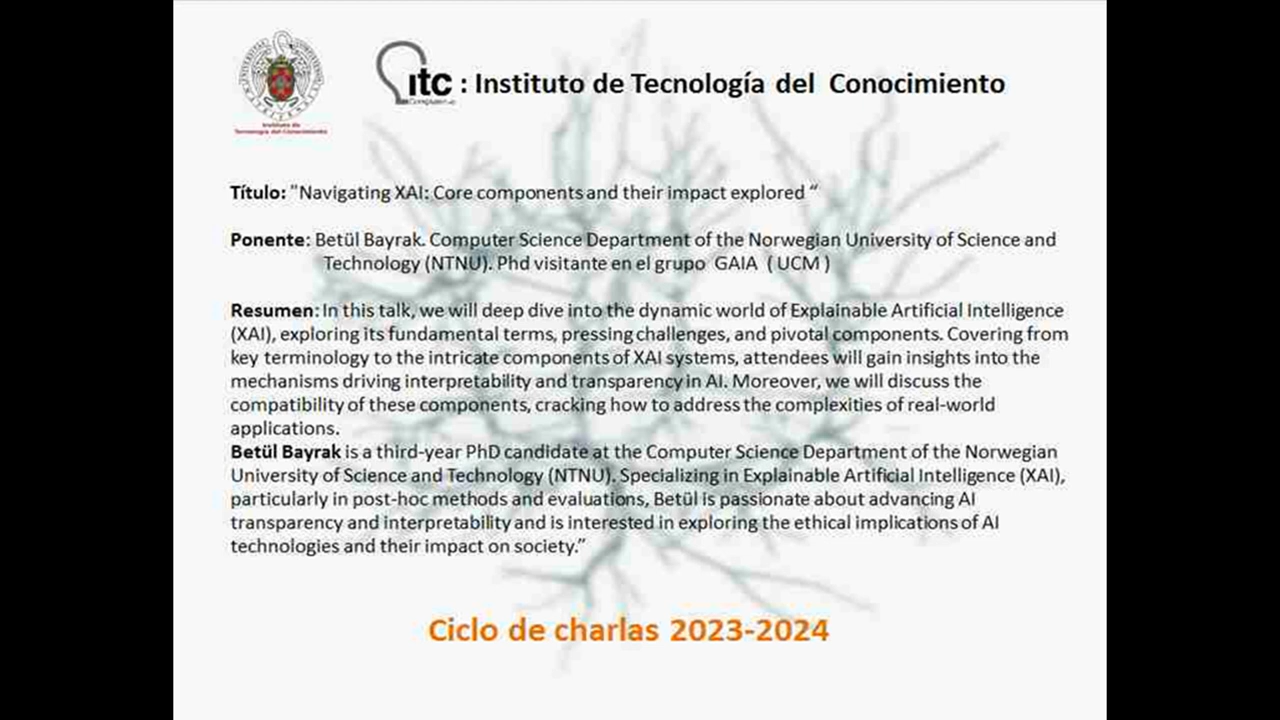 Instituto de
Tecnología del Conocimiento
itc : Instituto de Tecnología del Conocimiento
Complutense
Título: "Navigating XAI: Core components and their impact explored “
Ponente: Betül Bayrak. Computer Science Department of the Norwegian University of Science and
Technology (NTNU). Phd visitante en el grupo GAIA ( UCM )
Resumen: In this talk, we will deep dive into the dynamic world of Explainable Artificial Intelligence
(XAI), exploring its fundamental terms, pressing challenges, and pivotal components. Covering from
key terminology to the intricate components of XAI systems, attendees will gain insights into the
mechanisms driving interpretability and transparency in AI. Moreover, we will discuss the
compatibility of these components, cracking how to address the complexities of real-world
applications.
Betül Bayrak is a third-year PhD candidate at the Computer Science Department of the Norwegian
University of Science and Technology (NTNU). Specializing in Explainable Artificial Intelligence (XAI),
particularly in post-hoc methods and evaluations, Betül is passionate about advancing AI
transparency and interpretability and is interested in exploring the ethical implications of AI
technologies and their impact on society.”
Ciclo de charlas 2023-2024